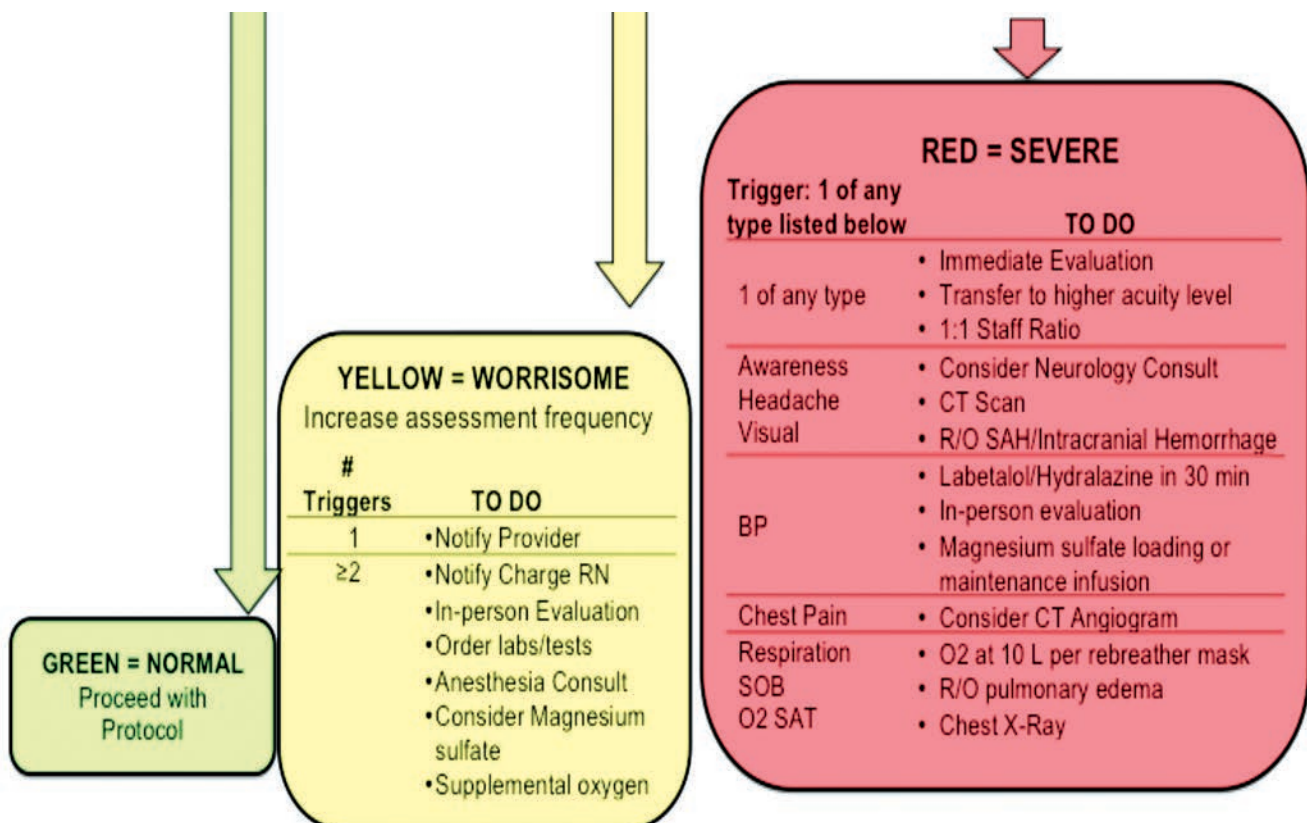 GREEN = NORMAL
Proceed with
Protocol
YELLOW = WORRISOME
Increase assessment frequency
#
Triggers TO DO
1 •Notify Provider
≥2 •Notify Charge RN
•In-person Evaluation
•Order labs/tests
•Anesthesia Consult
•Consider Magnesium
sulfate
•Supplemental oxygen
RED = SEVERE
Trigger: 1 of any
type listed below TO DO
• Immediate Evaluation
1 of any type • Transfer to higher acuity level
• 1:1 Staff Ratio
Awareness • Consider Neurology Consult
Headache • CT Scan
Visual • R/O SAH/Intracranial Hemorrhage
• Labetalol/Hydralazine in 30 min
• In-person evaluation
BP • Magnesium sulfate loading or
maintenance infusion
Chest Pain • Consider CT Angiogram
Respiration • O2 at 10 L per rebreather mask
SOB • R/O pulmonary edema
O2 SAT • Chest X-Ray